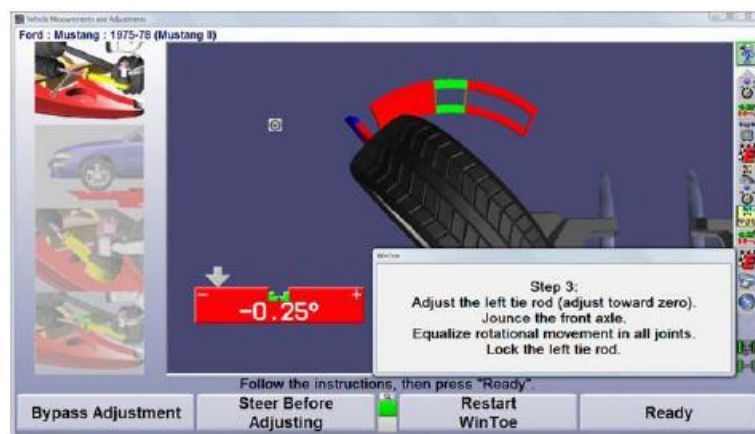 Vehicle Measurements and Adjustments
Ford : Mustang : 1975-78 (Mustang II)
− +
-0.25°
WinToe
Step 3:
Adjust the left tie rod (adjust toward zero).
Jounce the front axle.
Equalize rotational movement in all joints.
Lock the left tie rod.
Follow the instructions, then press "Ready".
Bypass Adjustment
Steer Before
Adjusting
Restart
WinToe
Ready